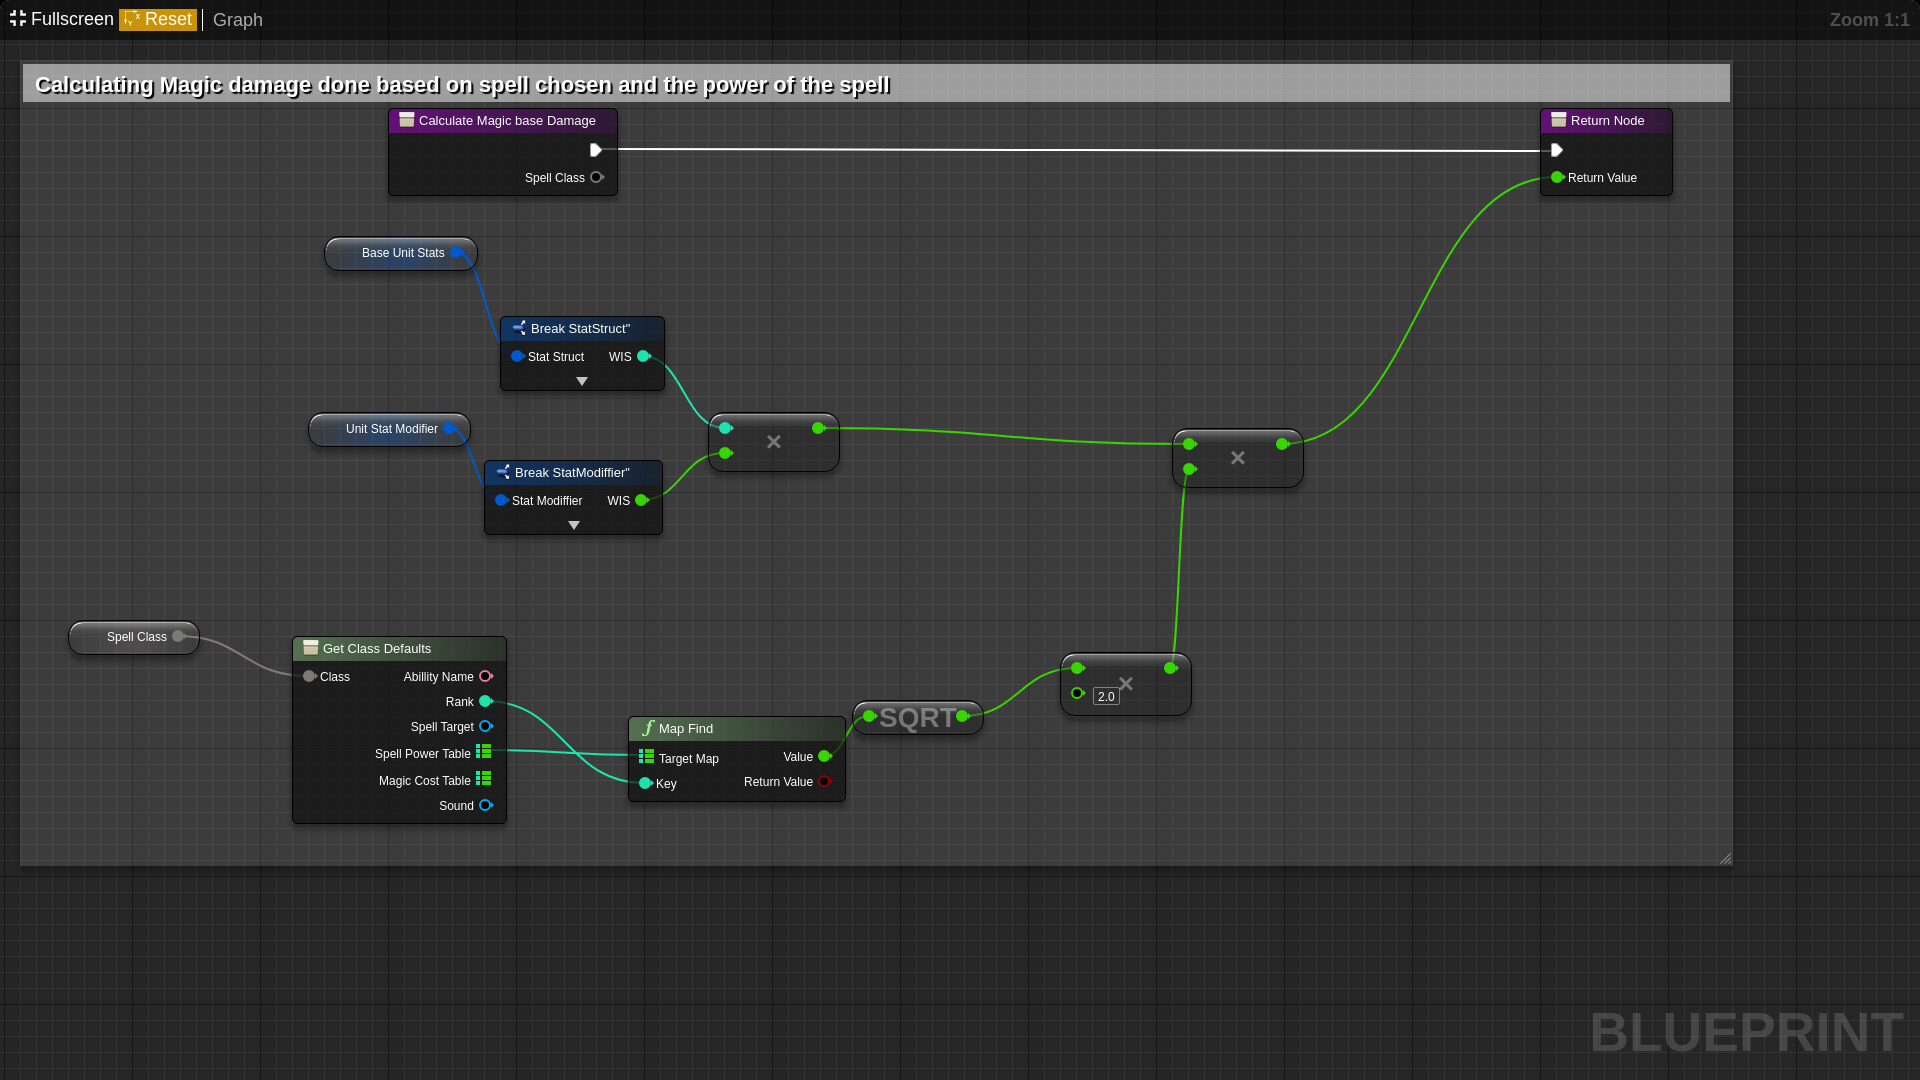 Fullscreen Reset Graph Zoom 1:1
Calculating Magic damage done based on spell chosen and the power of the spell
Calculate Magic base Damage
Spell Class
Return Node
Return Value
Base Unit Stats
Break StatStruct"
Stat Struct WIS
Unit Stat Modifier
Break StatModiffier"
Stat Modiffier WIS
×
×
Spell Class
Get Class Defaults
Class Abillity Name
Rank
Spell Target
Spell Power Table
Magic Cost Table
Sound
f Map Find
Target Map Value
Key Return Value
SQRT
×
2.0
BLUEPRINT